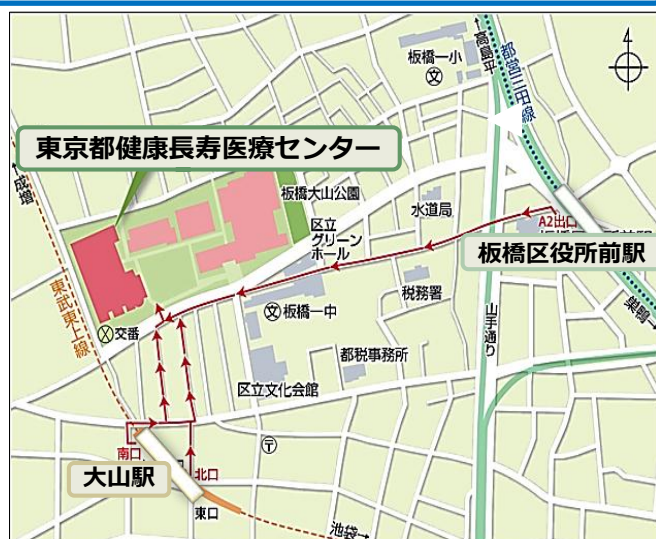 板橋一小
文
↑高島平
都営三田線
東京都健康長寿医療センター
←成増
板橋大山公園
区立
グリーン
ホール
水道局
A2出口
板橋区役所前駅
東武東上線
税務署
山手通り
巣鴨→
文 板橋一中
交番
都税事務所
区立文化会館
〒
南口
大山駅
北口
東口
池袋→